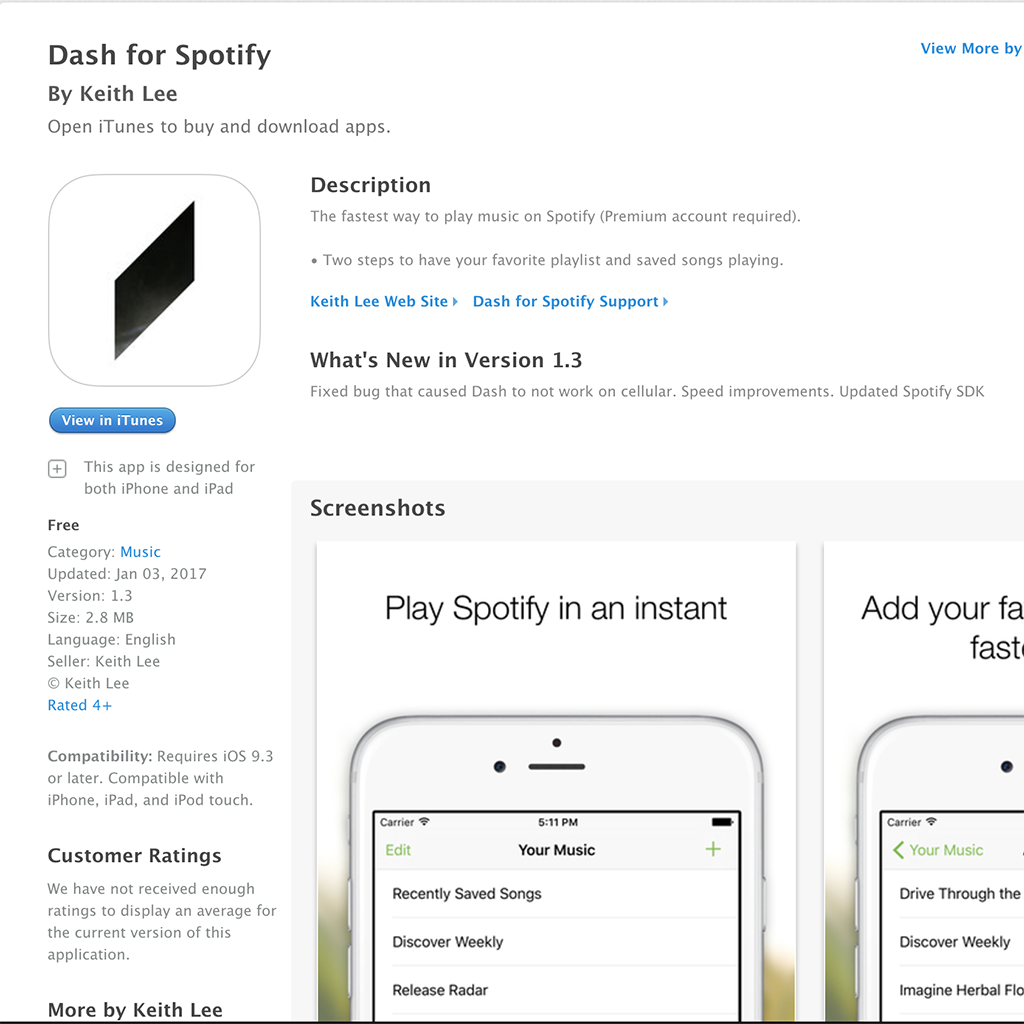 Dash for Spotify
View More by
By Keith Lee
Open iTunes to buy and download apps.
Description
The fastest way to play music on Spotify (Premium account required).
• Two steps to have your favorite playlist and saved songs playing.
Keith Lee Web Site Dash for Spotify Support
What's New in Version 1.3
Fixed bug that caused Dash to not work on cellular. Speed improvements. Updated Spotify SDK
View in iTunes
This app is designed for
both iPhone and iPad
Free
Category: Music
Updated: Jan 03, 2017
Version: 1.3
Size: 2.8 MB
Language: English
Seller: Keith Lee
© Keith Lee
Rated 4+
Compatibility: Requires iOS 9.3
or later. Compatible with
iPhone, iPad, and iPod touch.
Customer Ratings
We have not received enough
ratings to display an average for
the current version of this
application.
More by Keith Lee
Screenshots
Play Spotify in an instant
Carrier 5:11 PM
Edit Your Music +
Recently Saved Songs
Discover Weekly
Release Radar
Add your fa
fast
Carrier
Your Music
Drive Through the
Discover Weekly
Imagine Herbal Flo